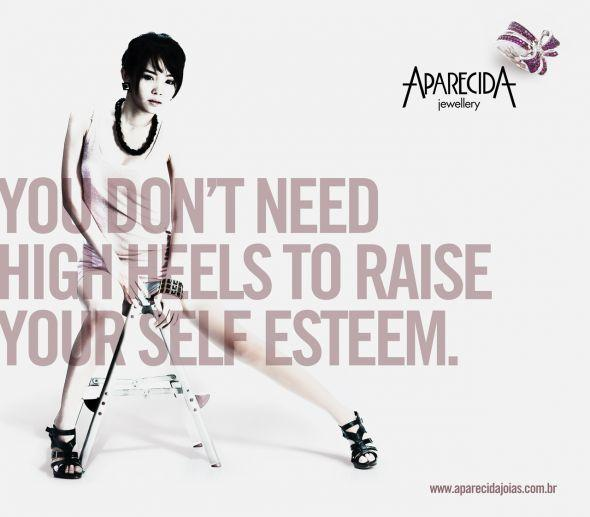 APARECIDA
jewellery
YOU DON'T NEED
HIGH HEELS TO RAISE
YOUR SELF ESTEEM.
www.aparecidajoias.com.br